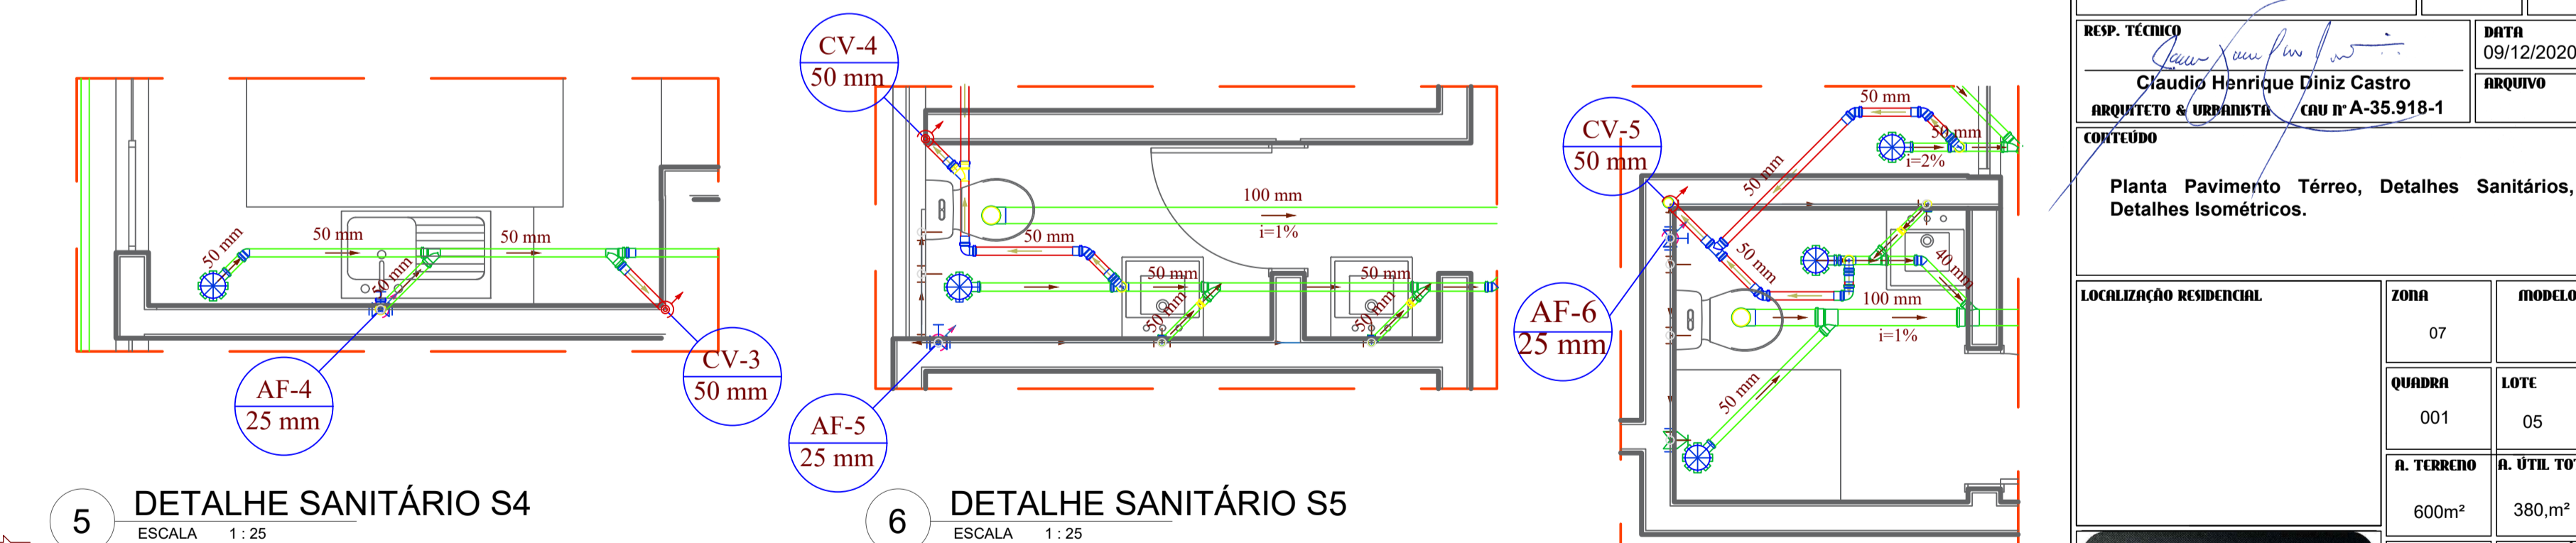 50 mm
50 mm
50 mm
50 mm
AF-4
25 mm
CV-3
50 mm
5
DETALHE SANITÁRIO S4
ESCALA 1 : 25
CV-4
50 mm
100 mm
i=1%
50 mm
50 mm
50 mm
50 mm
50 mm
AF-5
25 mm
6
DETALHE SANITÁRIO S5
ESCALA 1 : 25
CV-5
50 mm
50 mm
50 mm
i=2%
50 mm
50 mm
40 mm
100 mm
i=1%
50 mm
AF-6
25 mm
RESP. TÉCNICO
Claudio Henrique Diniz Castro
ARQUITETO & URBANISTA CAU nº A-35.918-1
DATA
09/12/2020
ARQUIVO
CONTEÚDO
Planta Pavimento Térreo, Detalhes Sanitários,
Detalhes Isométricos.
LOCALIZAÇÃO RESIDENCIAL
ZONA
07
MODELO
QUADRA
001
LOTE
05
A. TERRENO
600m²
A. ÚTIL TOT
380,m²